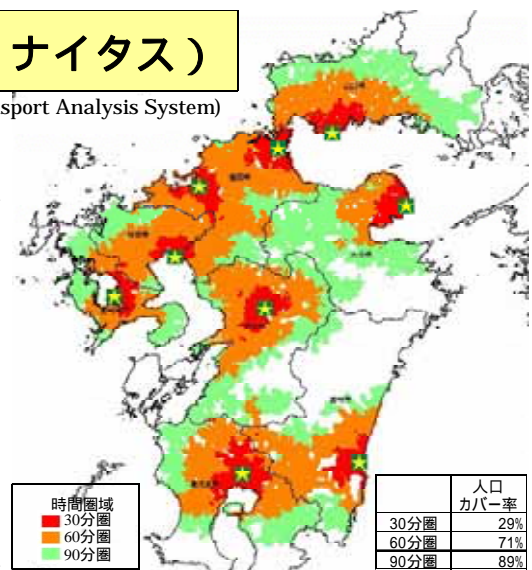 ナイタス）
sport Analysis System)
時間圏域
30分圏
60分圏
90分圏
人口
カバー率
30分圏 29%
60分圏 71%
90分圏 89%